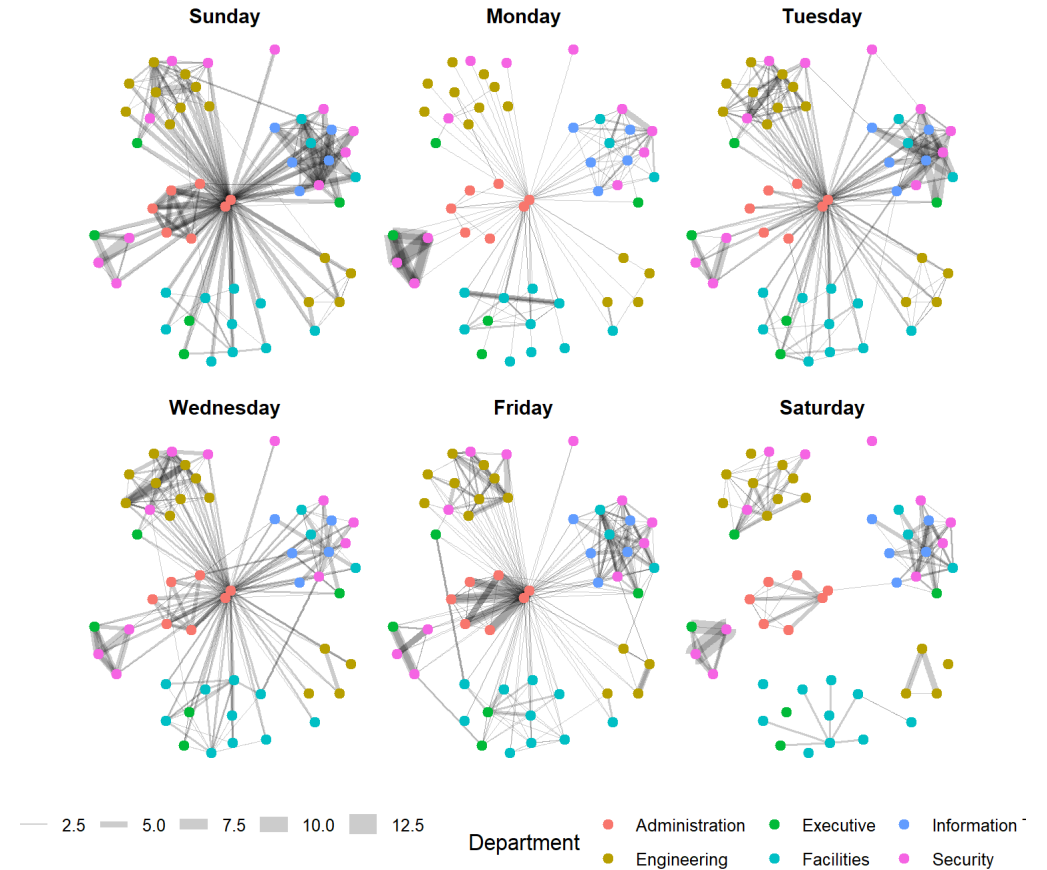 Sunday Monday Tuesday
Wednesday Friday Saturday
2.5 5.0 7.5 10.0 12.5
Department
Administration Executive Information
Engineering Facilities Security